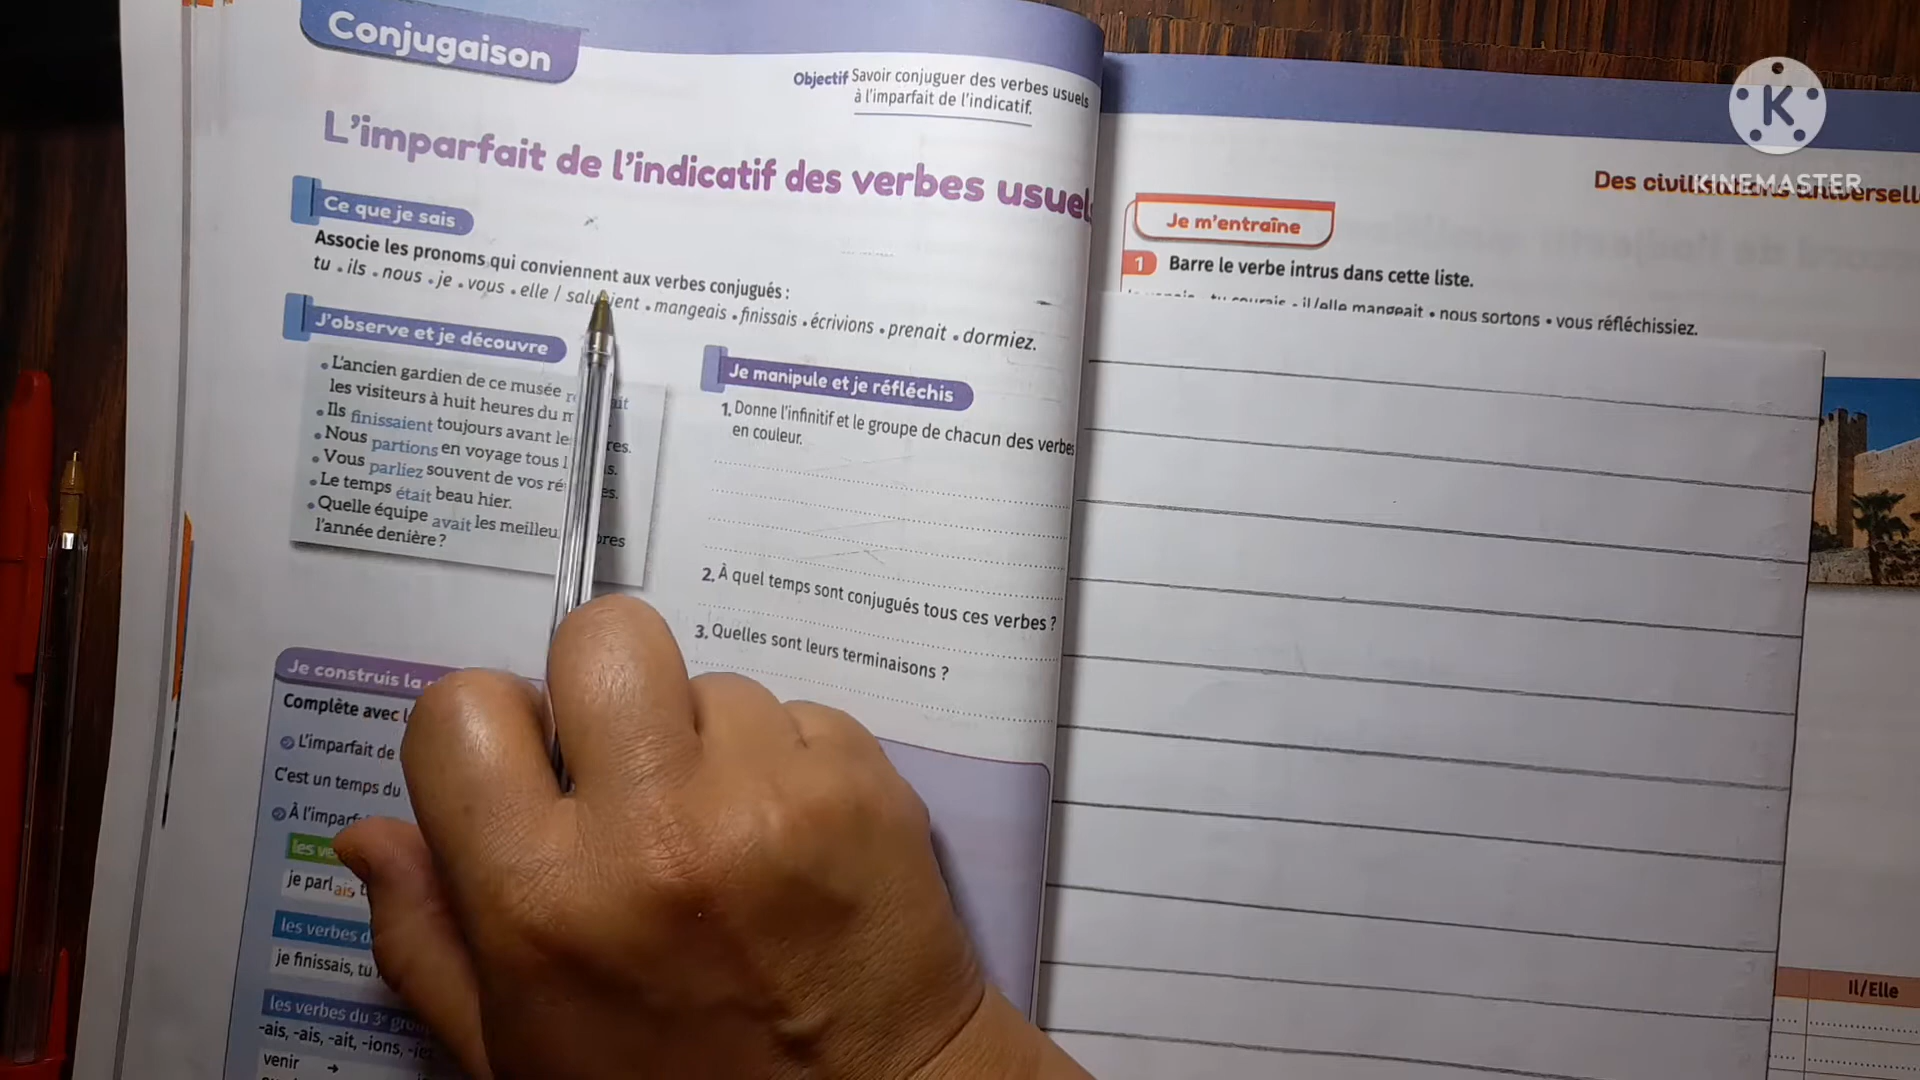 Conjugaison
Objectif Savoir conjuguer des verbes usuels
à l'imparfait de l'indicatif.
L'imparfait de l'indicatif des verbes usuel
Ce que je sais
Associe les pronoms qui conviennent aux verbes conjugués :
tu • ils • nous • je • vous • elle / ient • mangeais • finissais • écrivions • prenait • dormiez.
J'observe et je découvre
• L'ancien gardien de ce musée ait
les visiteurs à huit heures du
• Ils finissaient toujours avant res.
• Nous partions en voyage tous s.
• Vous parliez souvent de vos es.
• Le temps était beau hier.
• Quelle équipe avait les bres
l'année denière ?
Je manipule et je réfléchis
1. Donne l'infinitif et le groupe de chacun des verbes
en couleur.
2. À quel temps sont conjugués tous ces verbes ?
3. Quelles sont leurs terminaisons ?
Je construis la
Complète avec
L'imparfait de
C'est un temps du
À
les
je parlais,
les verbes
je finissais, tu
les verbes du 3e
-ais, -ais, -ait, -ions,
venir →
KINEMASTER
Des
Je m'entraîne
1 Barre le verbe intrus dans cette liste.
il/elle mangeait • nous sortons • vous réfléchissiez.
Il/Elle